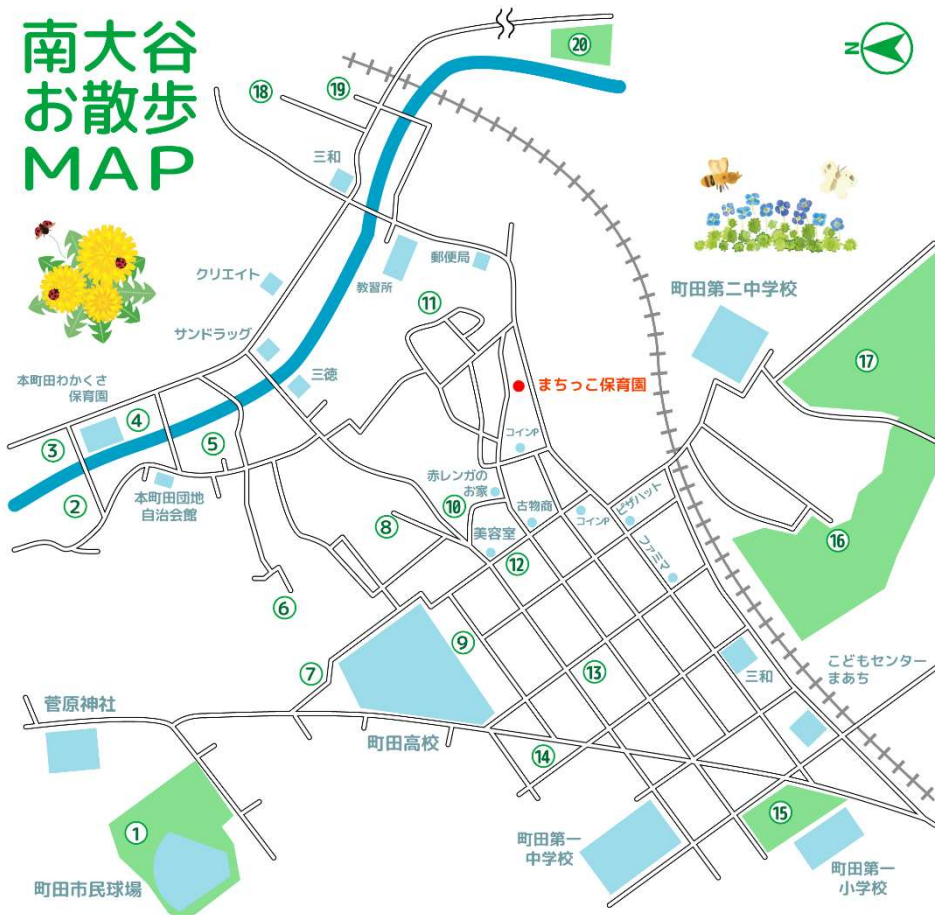 南大谷
お散歩
MAP
N
⑳
⑱
⑲
三和
クリエイト
教習所
郵便局
町田第二中学校
サンドラッグ
⑪
⑰
三徳
まちっこ保育園
本町田わかくさ
保育園
④
③
⑤
コインP
②
本町田団地
自治会館
赤レンガの
お家
⑩
古物商
コインP
ピザハット
⑧
美容室
⑫
ファミマ
⑯
⑥
⑨
⑦
⑬
三和
こどもセンター
まあち
菅原神社
町田高校
⑭
①
⑮
町田第一
中学校
町田第一
小学校
町田市民球場